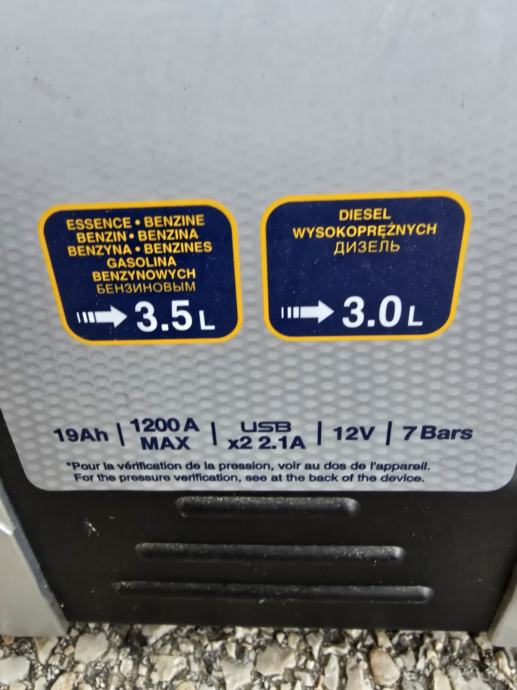 ESSENCE • BENZINE
BENZIN • BENZINA
BENZYNA • BENZINES
GASOLINA
BENZYNOWYCH
БЕНЗИНОВЫМ
3.5 L
DIESEL
WYSOKOPRĘŻNYCH
ДИЗЕЛЬ
3.0 L
19Ah | 1200 A MAX | USB x2 2.1A | 12V | 7 Bars
*Pour la vérification de la pression, voir au dos de l'appareil.
For the pressure verification, see at the back of the device.